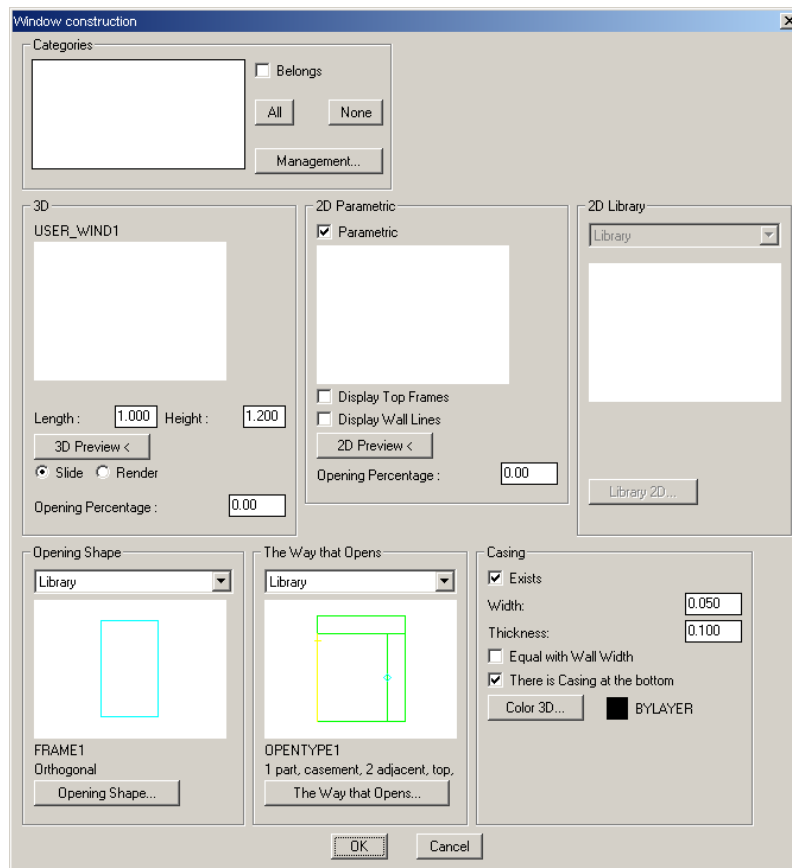 Window construction
Categories
Belongs
All None
Management...
3D
USER_WIND1
Length : 1.000 Height : 1.200
3D Preview <
Slide Render
Opening Percentage : 0.00
2D Parametric
Parametric
Display Top Frames
Display Wall Lines
2D Preview <
Opening Percentage : 0.00
2D Library
Library
Library 2D...
Opening Shape
Library
FRAME1
Orthogonal
Opening Shape...
The Way that Opens
Library
OPENTYPE1
1 part, casement, 2 adjacent, top,
The Way that Opens...
Casing
Exists
Width: 0.050
Thickness: 0.100
Equal with Wall Width
There is Casing at the bottom
Color 3D... BYLAYER
OK Cancel